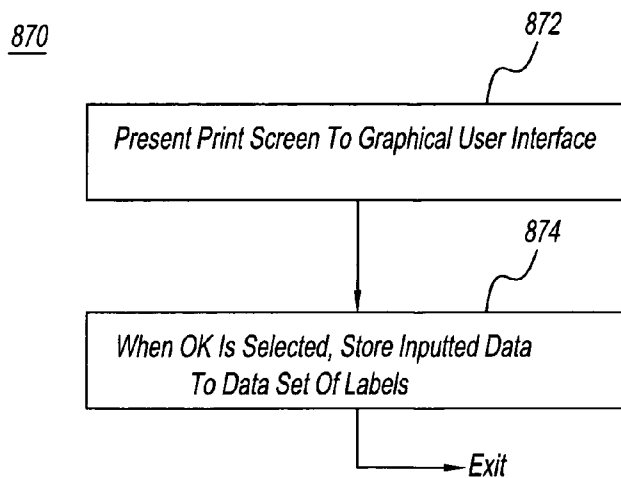 870
872
Present Print Screen To Graphical User Interface
874
When OK Is Selected, Store Inputted Data
To Data Set Of Labels
Exit